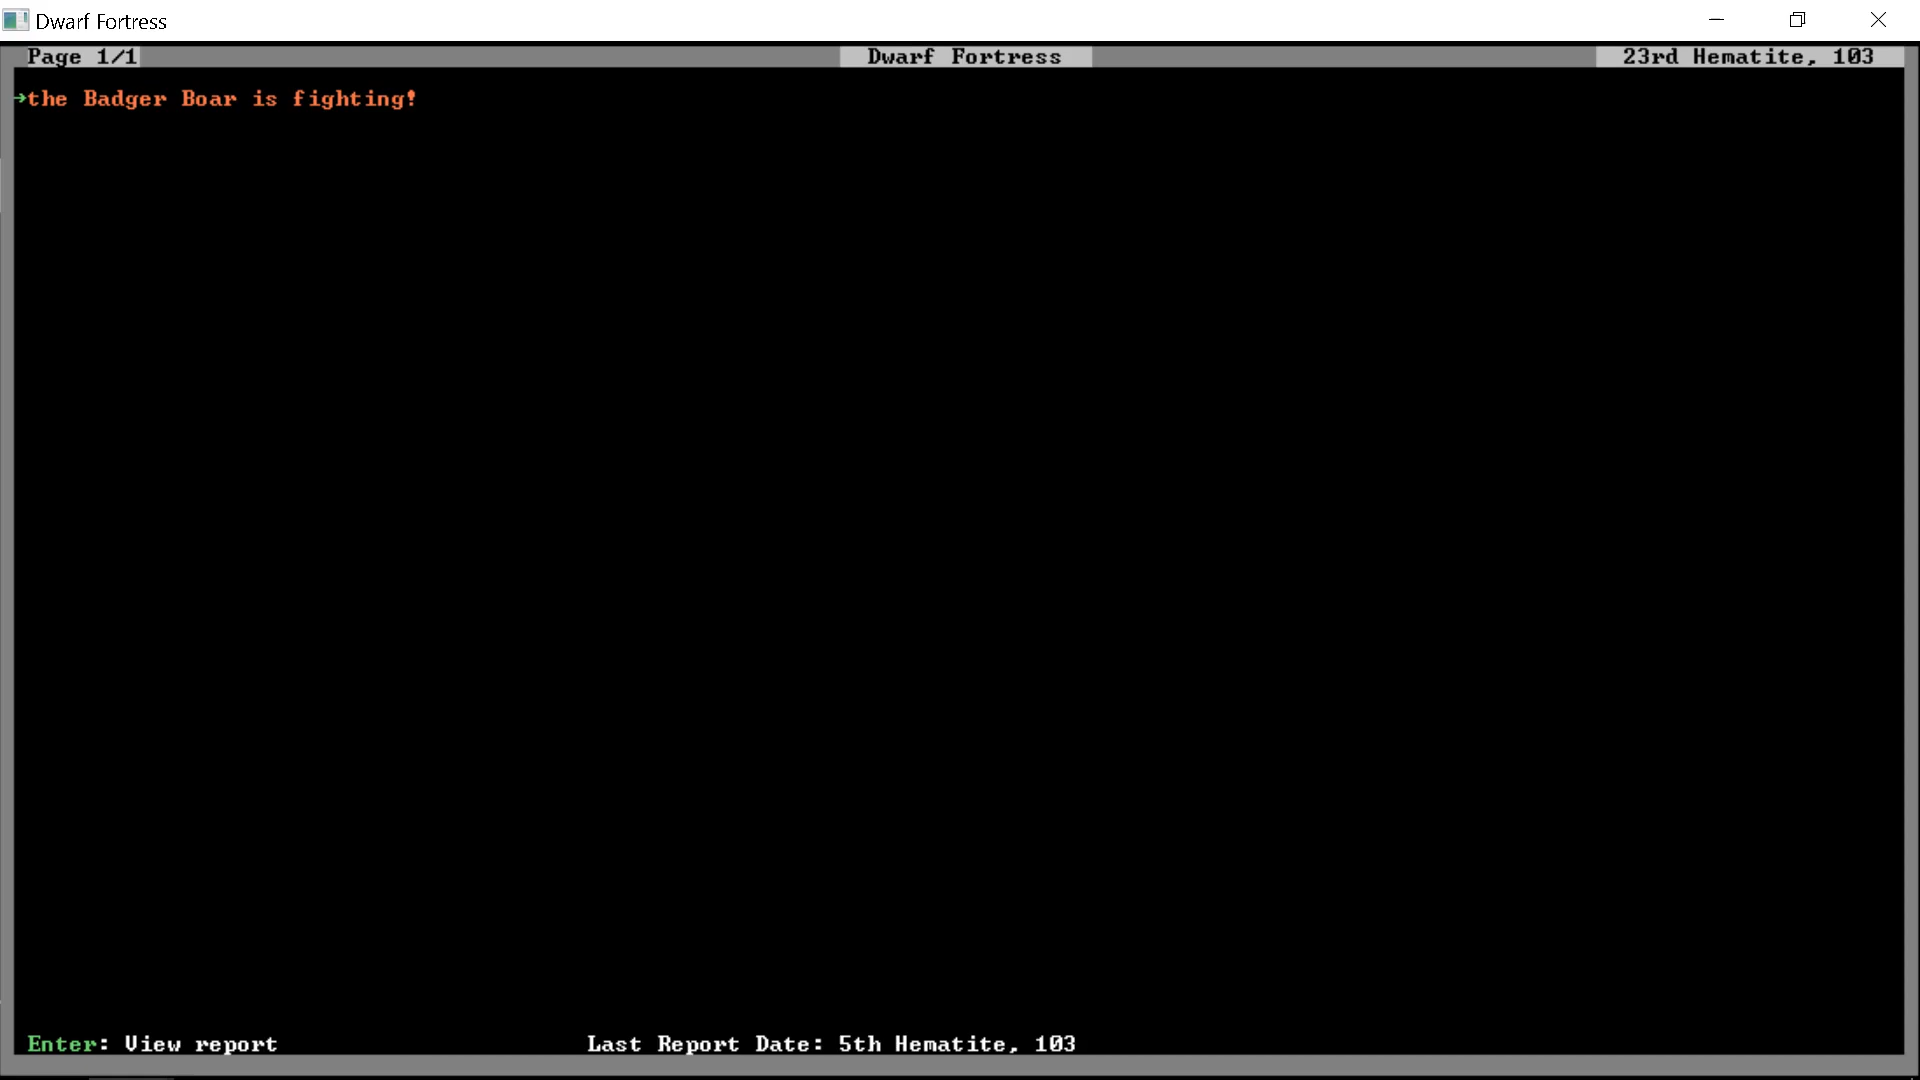 Dwarf Fortress
Page 1/1 Dwarf Fortress 23rd Hematite, 103
→the Badger Boar is fighting!
Enter: View report Last Report Date: 5th Hematite, 103